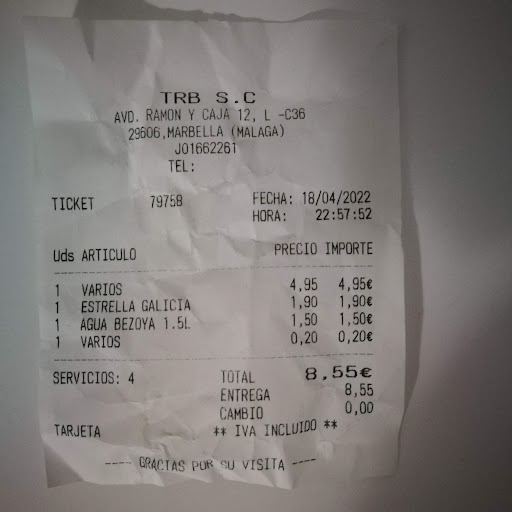 TRB S.C
AVD. RAMON Y CAJA 12, L -C36
29606,MARBELLA (MALAGA)
J01662261
TEL:
TICKET 79758 FECHA: 18/04/2022
HORA: 22:57:52
Uds ARTICULO PRECIO IMPORTE
1 VARIOS 4,95 4,95€
1 ESTRELLA GALICIA 1,90 1,90€
1 AGUA BEZOYA 1.5L 1,50 1,50€
1 VARIOS 0,20 0,20€
SERVICIOS: 4 TOTAL 8,55€
ENTREGA 8,55
CAMBIO 0,00
TARJETA ** IVA INCLUIDO **
---- GRACIAS POR SU VISITA ----